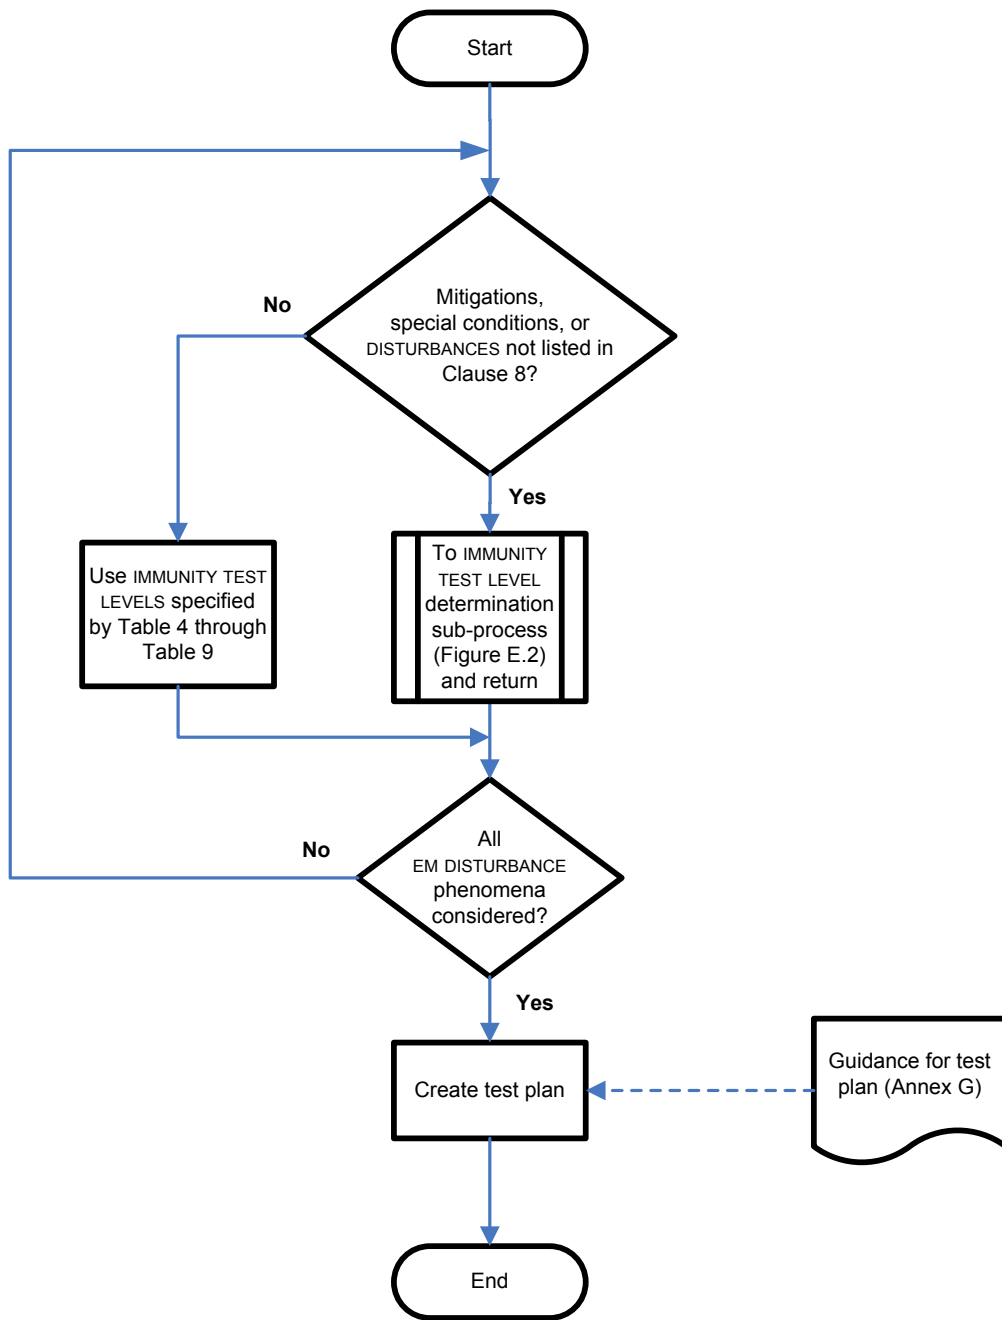 Start
Mitigations,
special conditions, or
DISTURBANCES not listed in
Clause 8?
No
Yes
Use IMMUNITY TEST
LEVELS specified
by Table 4 through
Table 9
To IMMUNITY
TEST LEVEL
determination
sub-process
(Figure E.2)
and return
All
EM DISTURBANCE
phenomena
considered?
No
Yes
Create test plan
Guidance for test
plan (Annex G)
End